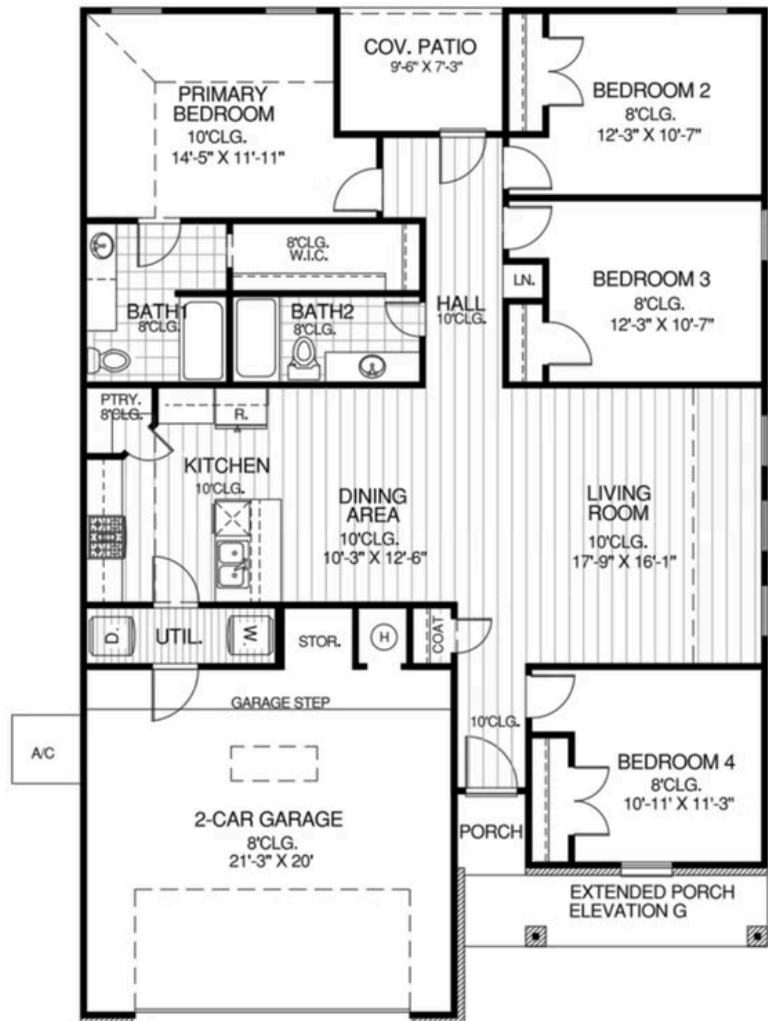 COV. PATIO
9'-6" X 7'-3"
PRIMARY
BEDROOM
10'CLG.
14'-5" X 11'-11"
BEDROOM 2
8'CLG.
12'-3" X 10'-7"
8'CLG.
W.I.C.
BATH1
8'CLG.
BATH2
8'CLG.
HALL
10'CLG.
LN.
BEDROOM 3
8'CLG.
12'-3" X 10'-7"
PTRY.
8'CLG.
R.
KITCHEN
10'CLG.
DINING
AREA
10'CLG.
10'-3" X 12'-6"
LIVING
ROOM
10'CLG.
17'-9" X 16'-1"
D.
UTIL.
W.
STOR.
H
COAT
GARAGE STEP
A/C
10'CLG.
2-CAR GARAGE
8'CLG.
21'-3" X 20'
PORCH
BEDROOM 4
8'CLG.
10'-11' X 11'-3"
EXTENDED PORCH
ELEVATION G